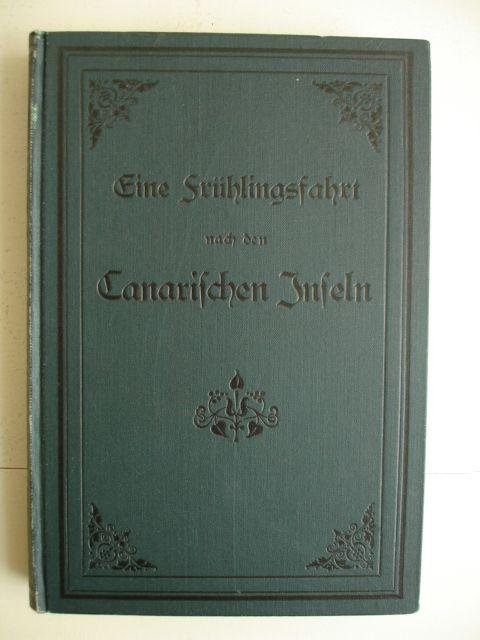 Eine Frühlingsfahrt
nach den
Canariſchen Inſeln